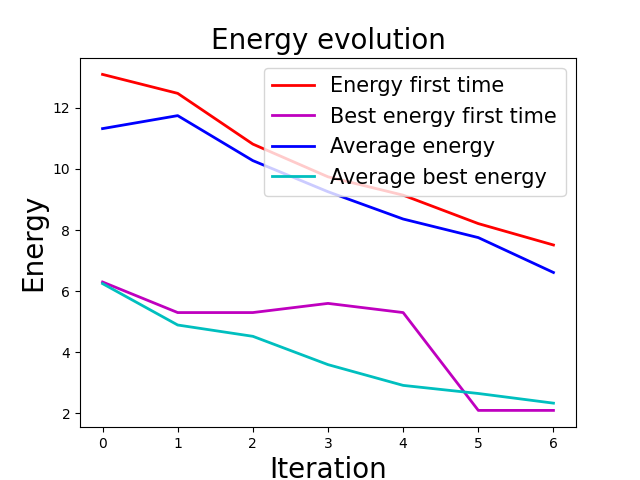 Energy evolution
Energy first time
Best energy first time
Average energy
Average best energy
Energy
12
10
8
6
4
2
0 1 2 3 4 5 6
Iteration